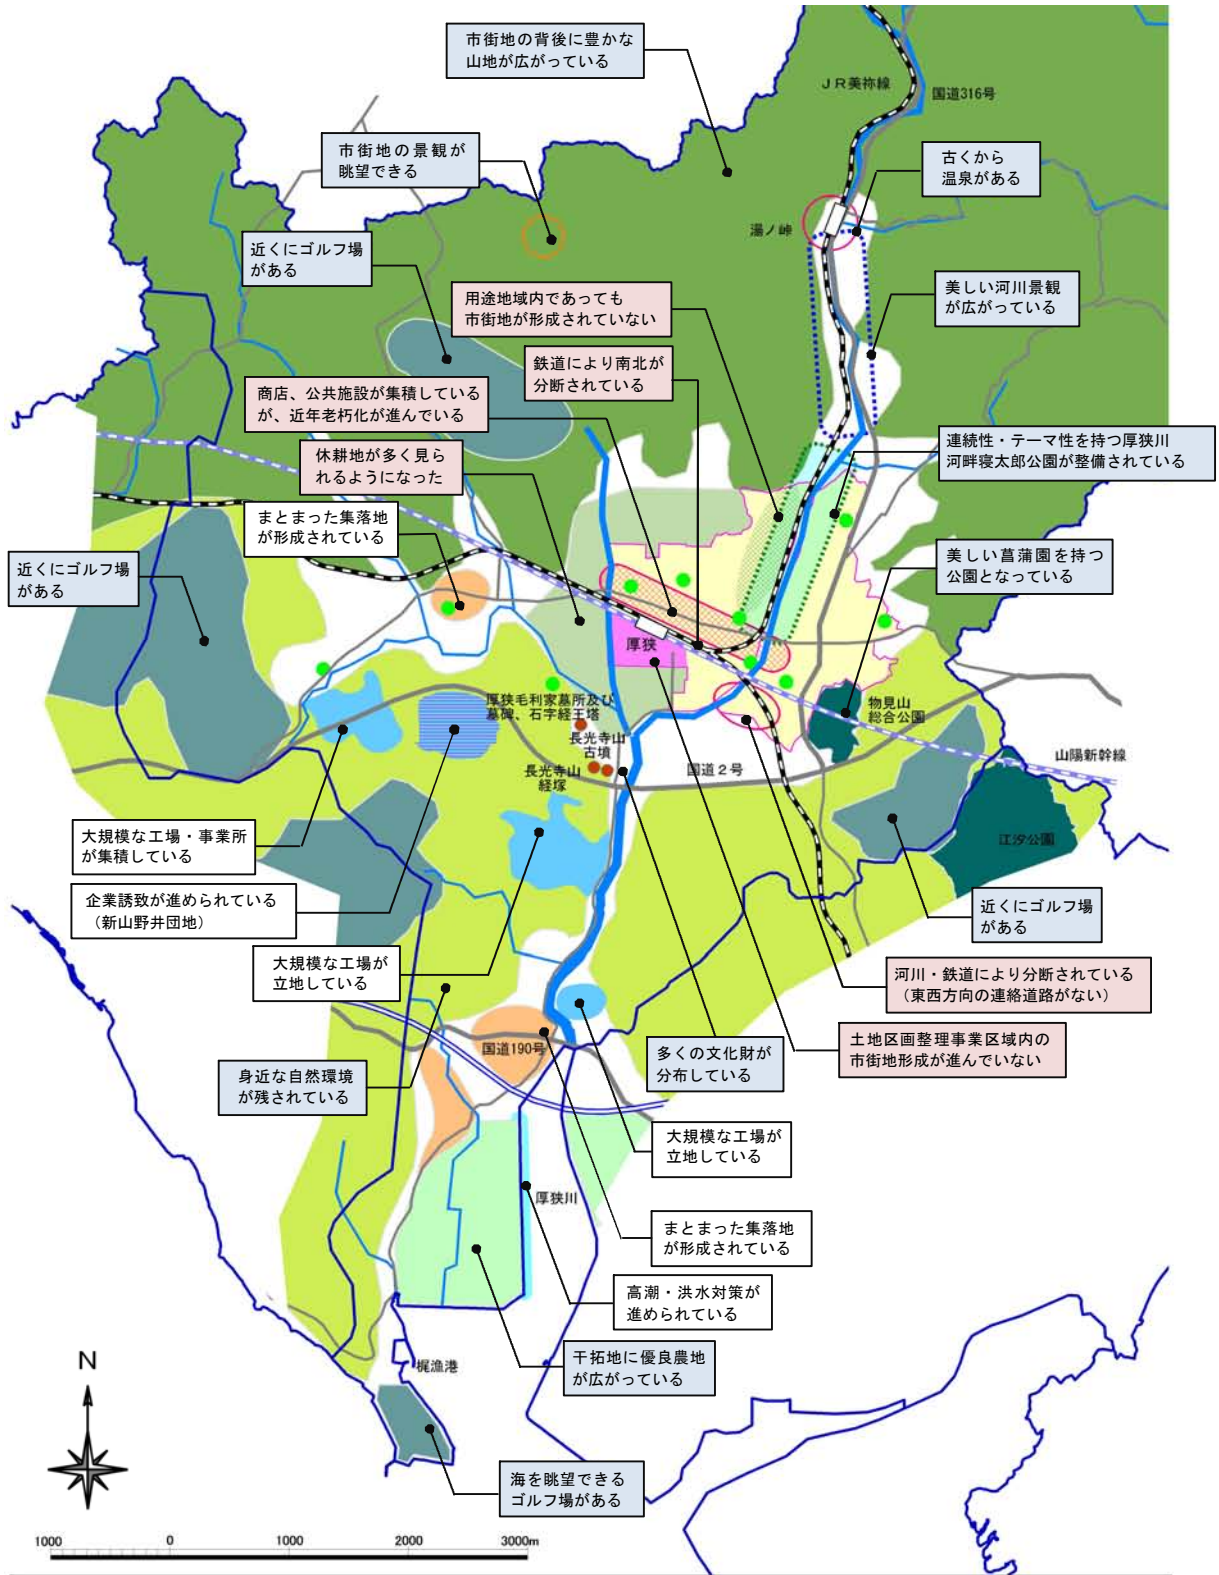 市街地の背後に豊かな
山地が広がっている
JR美祢線
国道316号
市街地の景観が
眺望できる
古くから
温泉がある
湯ノ峠
近くにゴルフ場
がある
用途地域内であっても
市街地が形成されていない
美しい河川景観
が広がっている
鉄道により南北が
分断されている
商店、公共施設が集積している
が、近年老朽化が進んでいる
連続性・テーマ性を持つ厚狭川
河畔寝太郎公園が整備されている
休耕地が多く見ら
れるようになった
まとまった集落地
が形成されている
近くにゴルフ場
がある
美しい菖蒲園を持つ
公園となっている
厚狭
厚狭毛利家墓所及び
墓碑、石字経王塔
物見山
総合公園
長光寺山
古墳
山陽新幹線
長光寺山
経塚
国道2号
大規模な工場・事業所
が集積している
江汐公園
企業誘致が進められている
（新山野井団地）
近くにゴルフ場
がある
大規模な工場が
立地している
河川・鉄道により分断されている
（東西方向の連絡道路がない）
国道190号
多くの文化財が
分布している
土地区画整理事業区域内の
市街地形成が進んでいない
身近な自然環境
が残されている
大規模な工場が
立地している
厚狭川
まとまった集落地
が形成されている
高潮・洪水対策が
進められている
干拓地に優良農地
が広がっている
梶漁港
N
海を眺望できる
ゴルフ場がある
1000 0 1000 2000 3000m